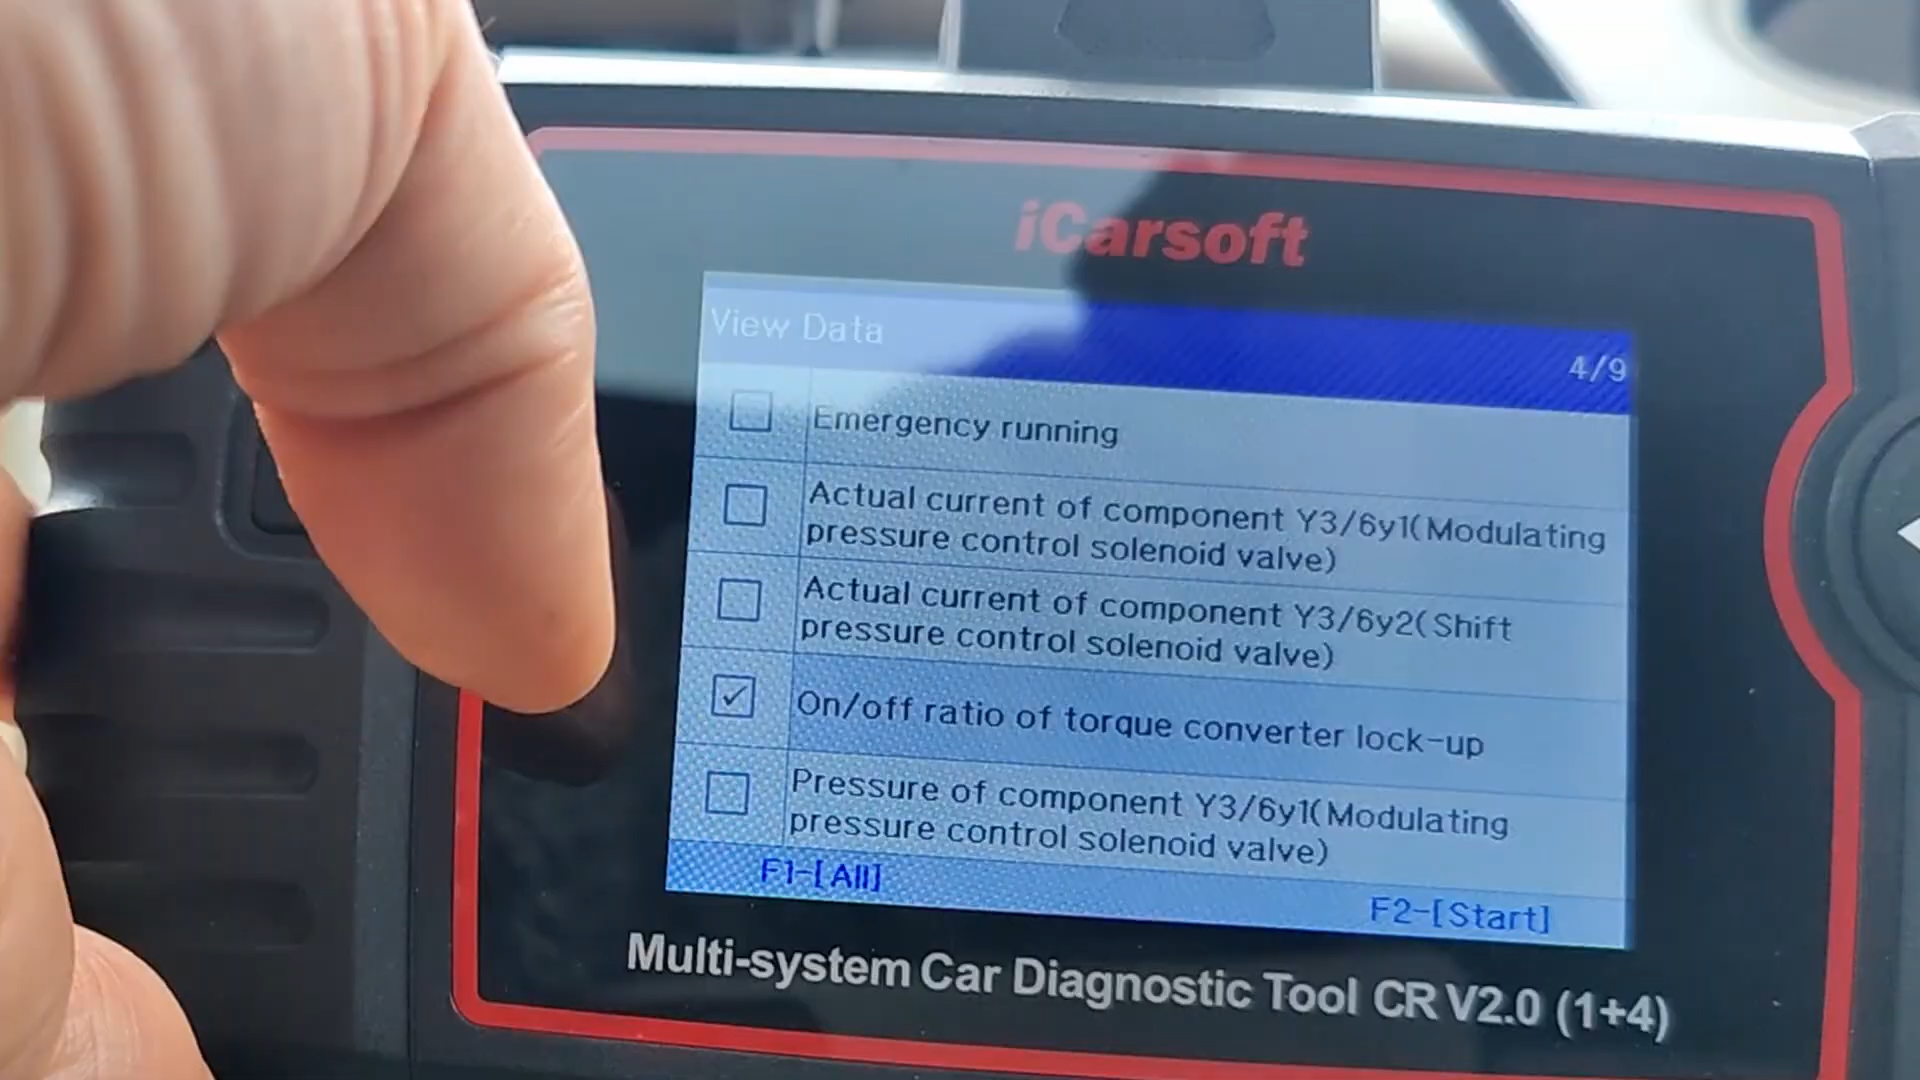 iCarsoft
View Data
4/9
Emergency running
Actual current of component Y3/6y1(Modulating
pressure control solenoid valve)
Actual current of component Y3/6y2(Shift
pressure control solenoid valve)
On/off ratio of torque converter lock-up
Pressure of component Y3/6y1(Modulating
pressure control solenoid valve)
F1-[All]
F2-[Start]
Multi-system Car Diagnostic Tool CR V2.0 (1+4)